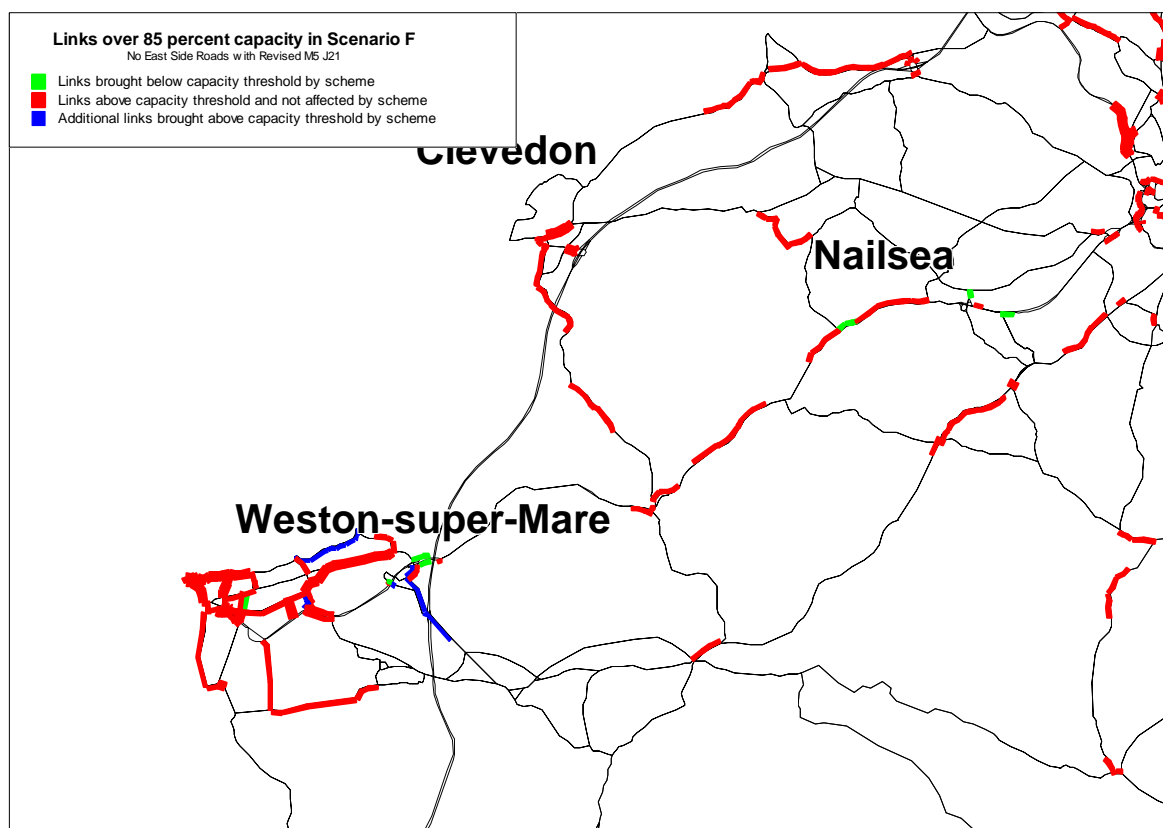 Links over 85 percent capacity in Scenario F
No East Side Roads with Revised M5 J21
Links brought below capacity threshold by scheme
Links above capacity threshold and not affected by scheme
Additional links brought above capacity threshold by scheme
Clevedon
Nailsea
Weston-super-Mare